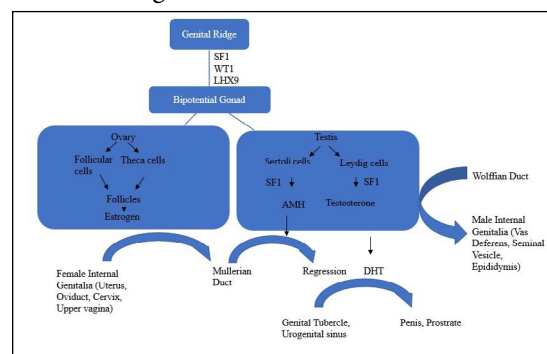 Genital Ridge
SF1
WT1
LHX9
Bipotential Gonad
Ovary
Follicular cells
Theca cells
Follicles
Estrogen
Testis
Sertoli cells
Leydig cells
SF1
SF1
AMH
Testosterone
Wolffian Duct
Male Internal
Genitalia (Vas
Deferens, Seminal
Vesicle,
Epididymis)
Female Internal
Genitalia (Uterus,
Oviduct, Cervix,
Upper vagina)
Mullerian
Duct
Regression
DHT
Genital Tubercle,
Urogenital sinus
Penis, Prostrate